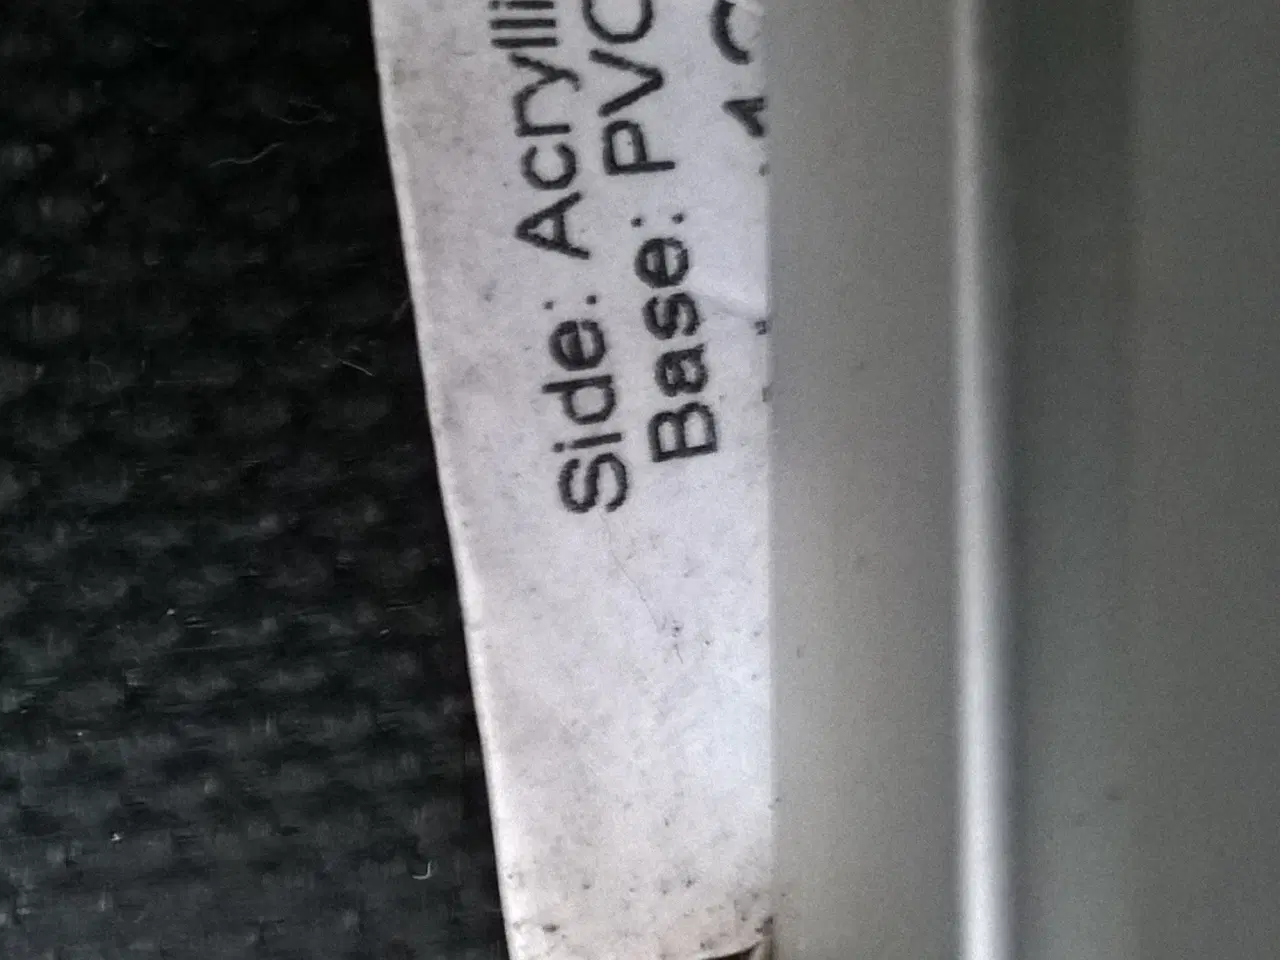 Side: Acrylli
Base: PVC